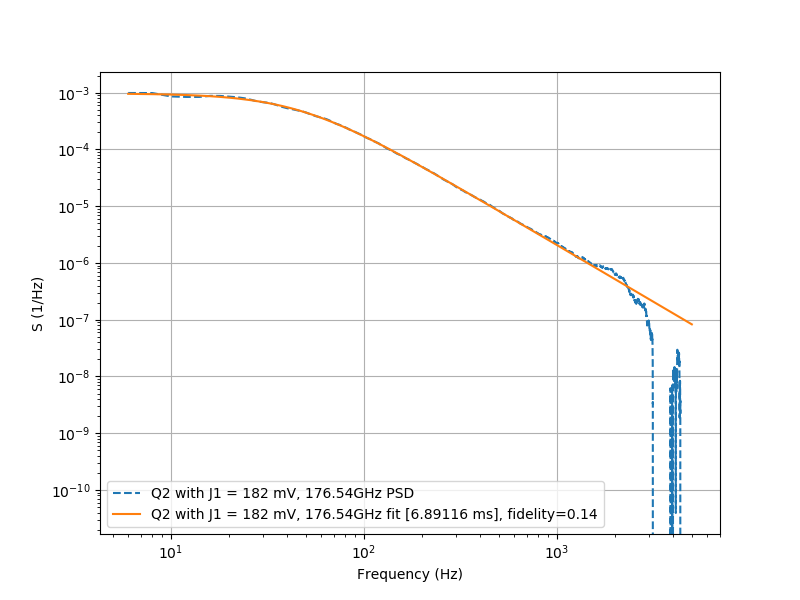 10⁻³
10⁻⁴
10⁻⁵
10⁻⁶
10⁻⁷
10⁻⁸
10⁻⁹
10⁻¹⁰
S (1/Hz)
Q2 with J1 = 182 mV, 176.54GHz PSD
Q2 with J1 = 182 mV, 176.54GHz fit [6.89116 ms], fidelity=0.14
10¹ 10² 10³
Frequency (Hz)